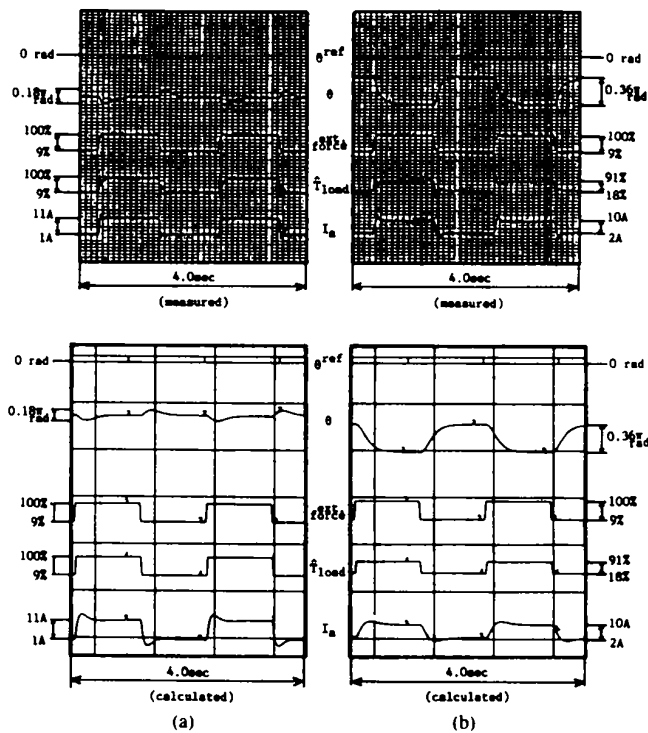 0 rad θref 0 rad
0.18π rad θ 0.36π rad
100% 9% ext force 100% 9%
100% 9% T̂load 91% 18%
11A 1A Ia 10A 2A
4.0sec 4.0sec
(measured) (measured)
0 rad θref 0 rad
0.18π rad θ 0.36π rad
100% 9% ext force 100% 9%
100% 9% T̂load 91% 18%
11A 1A Ia 10A 2A
4.0sec 4.0sec
(calculated) (calculated)
(a) (b)